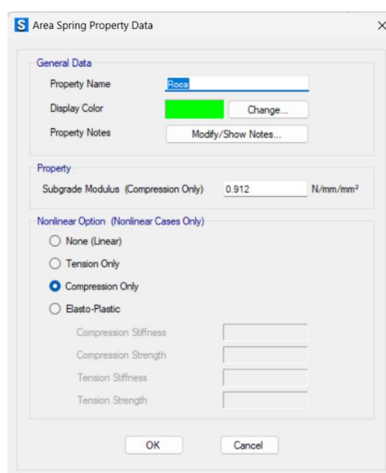 S Area Spring Property Data
General Data
Property Name Roca
Display Color Change...
Property Notes Modify/Show Notes...
Property
Subgrade Modulus (Compression Only) 0.912 N/mm/mm²
Nonlinear Option (Nonlinear Cases Only)
None (Linear)
Tension Only
Compression Only
Elasto-Plastic
Compression Stiffness
Compression Strength
Tension Stiffness
Tension Strength
OK Cancel